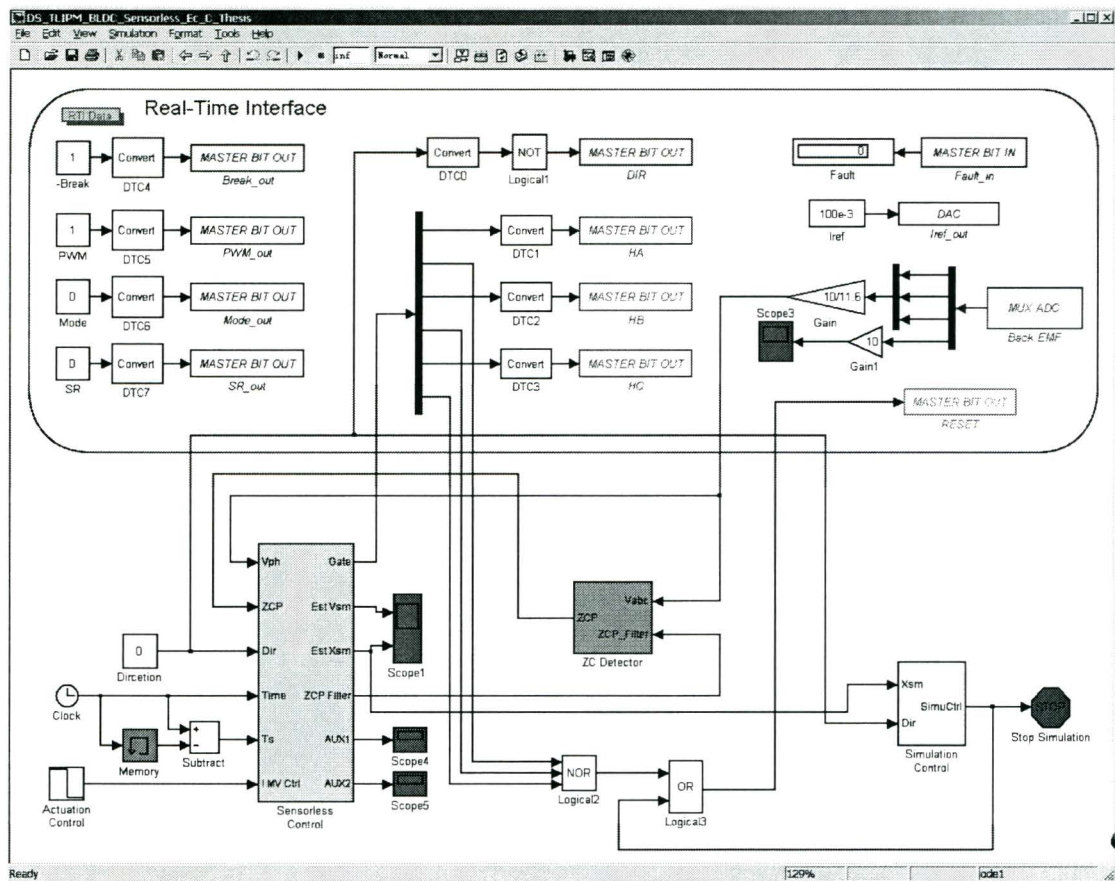 DS_TLIPM_BLDC_Sensorless_Ec_C_Thesis
File Edit View Simulation Format Tools Help
inf Normal
RTI Data
Real-Time Interface
1 Convert MASTER BIT OUT
-Break DTC4 Break_out
1 Convert MASTER BIT OUT
PWM DTC5 PWM_out
0 Convert MASTER BIT OUT
Mode DTC6 Mode_out
0 Convert MASTER BIT OUT
SR DTC7 SR_out
Convert NOT MASTER BIT OUT
DTC0 Logical1 DIR
Convert MASTER BIT OUT
DTC1 HA
Convert MASTER BIT OUT
DTC2 HB
Convert MASTER BIT OUT
DTC3 HC
0 MASTER BIT IN
Fault Fault_in
100e-3 DAC
Iref Iref_out
10/11.6 MUX ADC
Gain Back EMF
Scope3
10
Gain1
MASTER BIT OUT
RESET
Vph Gate
ZCP Est Vsm
Dir Est Xsm
Time ZCP Filter
Ts AUX1
I MV Ctrl AUX2
Sensorless
Control
0
Dircetion
Clock
Memory
Subtract
+
-
Actuation
Control
Scope1
Scope4
Scope5
Vabc
ZCP
ZCP_Filter
ZC Detector
NOR
Logical2
OR
Logical3
Xsm
SimuCtrl
Dir
Simulation
Control
STOP
Stop Simulation
Ready 129% ode1